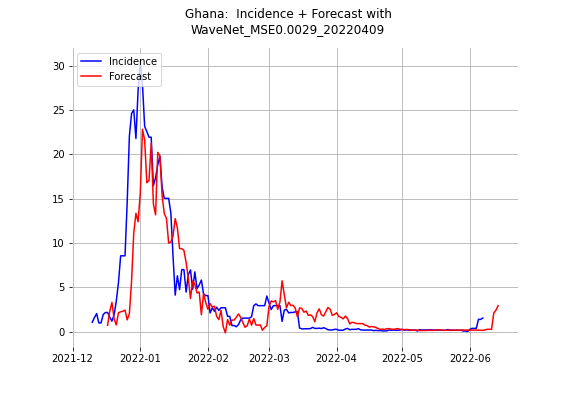 Ghana:  Incidence + Forecast with
WaveNet_MSE0.0029_20220409
Incidence
Forecast
30
25
20
15
10
5
0
2021-12 2022-01 2022-02 2022-03 2022-04 2022-05 2022-06